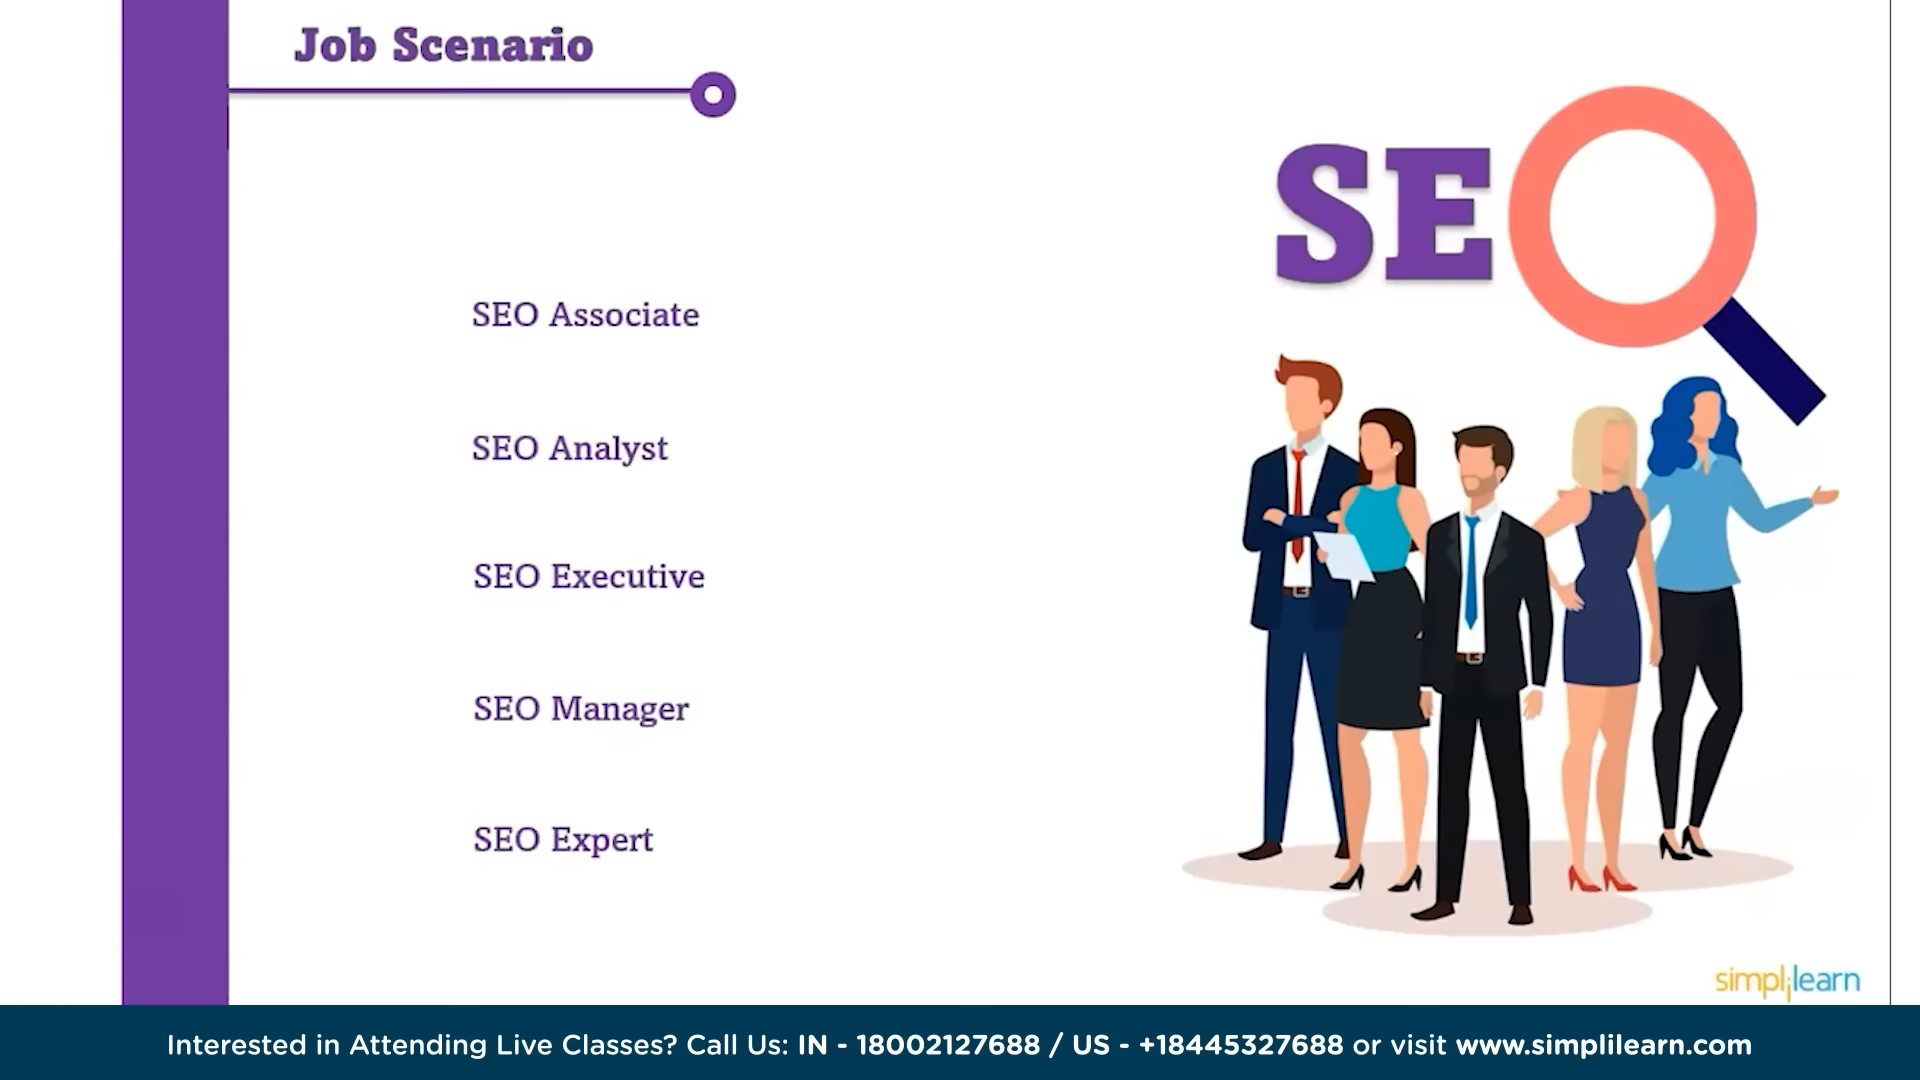 Job Scenario
SEO
SEO Associate
SEO Analyst
SEO Executive
SEO Manager
SEO Expert
simplilearn
Interested in Attending Live Classes? Call Us: IN - 18002127688 / US - +18445327688 or visit www.simplilearn.com